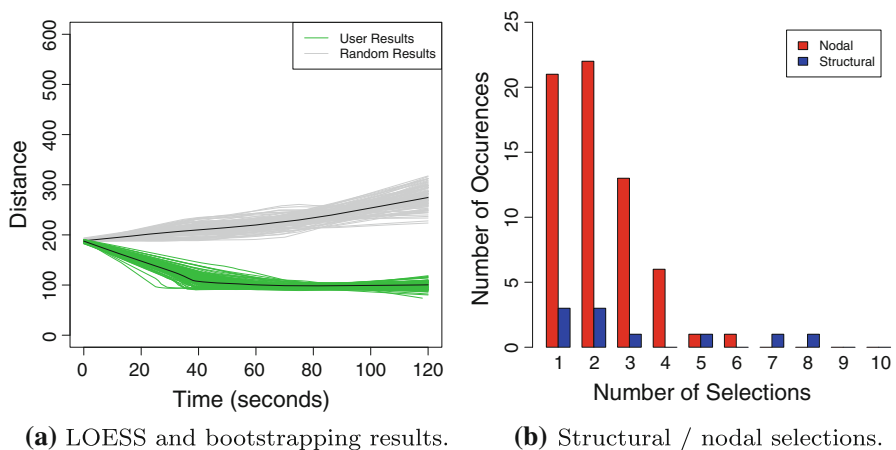 User Results
Random Results
600
500
400
300
200
100
0
Distance
0 20 40 60 80 100 120
Time (seconds)
(a) LOESS and bootstrapping results.
Nodal
Structural
25
20
15
10
5
0
Number of Occurences
1 2 3 4 5 6 7 8 9 10
Number of Selections
(b) Structural / nodal selections.